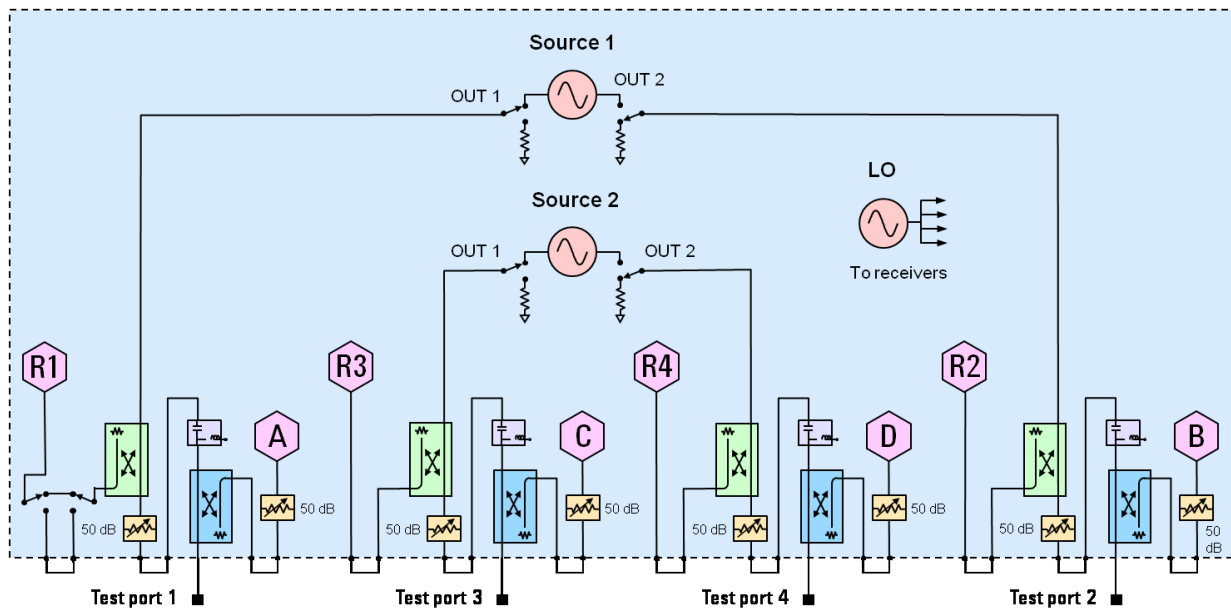 Source 1
OUT 1
OUT 2
Source 2
OUT 1
OUT 2
LO
To receivers
R1
R3
R4
R2
A
C
D
B
50 dB
50 dB
50 dB
50 dB
50 dB
50 dB
50 dB
50
dB
Test port 1
Test port 3
Test port 4
Test port 2